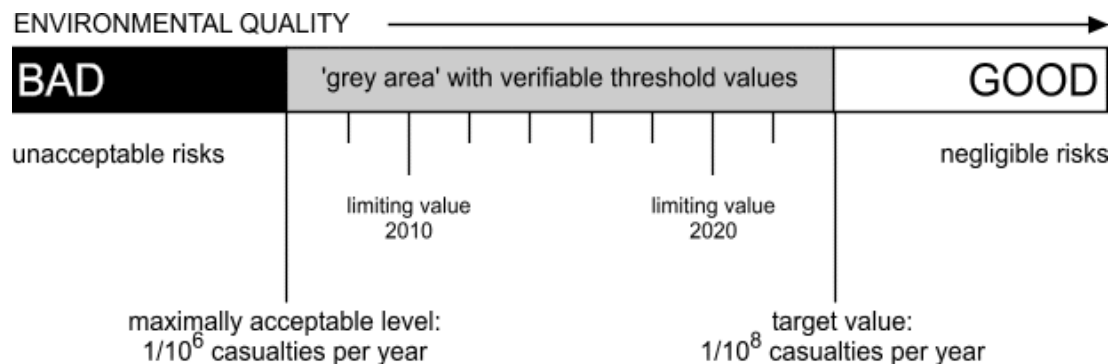 ENVIRONMENTAL QUALITY
BAD
'grey area' with verifiable threshold values
GOOD
unacceptable risks
negligible risks
limiting value
2010
limiting value
2020
maximally acceptable level:
1/10⁶ casualties per year
target value:
1/10⁸ casualties per year